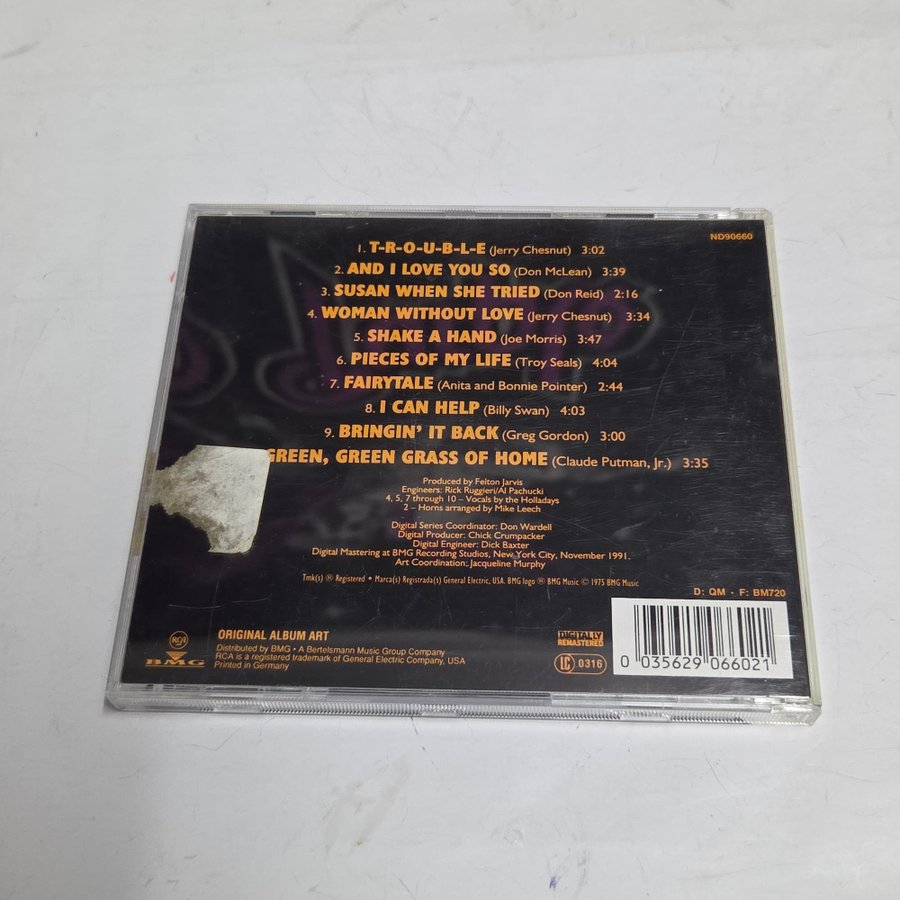 ND90660
1. T-R-O-U-B-L-E (Jerry Chesnut) 3:02
2. AND I LOVE YOU SO (Don McLean) 3:39
3. SUSAN WHEN SHE TRIED (Don Reid) 2:16
4. WOMAN WITHOUT LOVE (Jerry Chesnut) 3:34
5. SHAKE A HAND (Joe Morris) 3:47
6. PIECES OF MY LIFE (Troy Seals) 4:04
7. FAIRYTALE (Anita and Bonnie Pointer) 2:44
8. I CAN HELP (Billy Swan) 4:03
9. BRINGIN' IT BACK (Greg Gordon) 3:00
GREEN, GREEN GRASS OF HOME (Claude Putman, Jr.) 3:35
Produced by Felton Jarvis
Engineers: Rick Ruggieri/Al Pachucki
4, 5, 7 through 10 – Vocals by the Holladays
2 – Horns arranged by Mike Leech
Digital Series Coordinator: Don Wardell
Digital Producer: Chick Crumpacker
Digital Engineer: Dick Baxter
Digital Mastering at BMG Recording Studios, New York City, November 1991.
Art Coordination: Jacqueline Murphy
Tmk(s) ® Registered • Marca(s) Registrada(s) General Electric, USA. BMG logo ® BMG Music © 1975 BMG Music
D: QM · F: BM720
RCA
BMG
ORIGINAL ALBUM ART
Distributed by BMG • A Bertelsmann Music Group Company
RCA is a registered trademark of General Electric Company, USA
Printed in Germany
DIGITALLY
REMASTERED
LC 0316
0 035629 066021